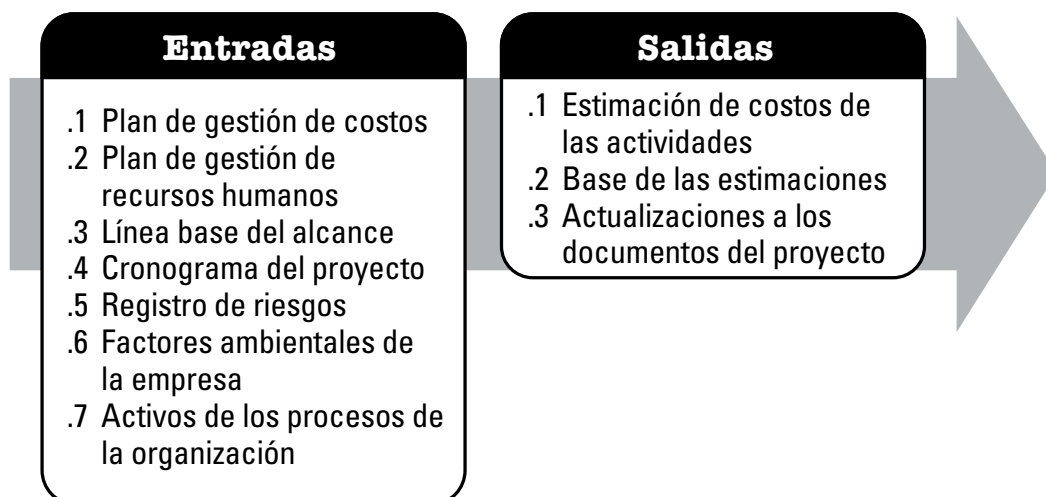 Entradas
.1 Plan de gestión de costos
.2 Plan de gestión de
recursos humanos
.3 Línea base del alcance
.4 Cronograma del proyecto
.5 Registro de riesgos
.6 Factores ambientales de
la empresa
.7 Activos de los procesos de
la organización
Salidas
.1 Estimación de costos de
las actividades
.2 Base de las estimaciones
.3 Actualizaciones a los
documentos del proyecto